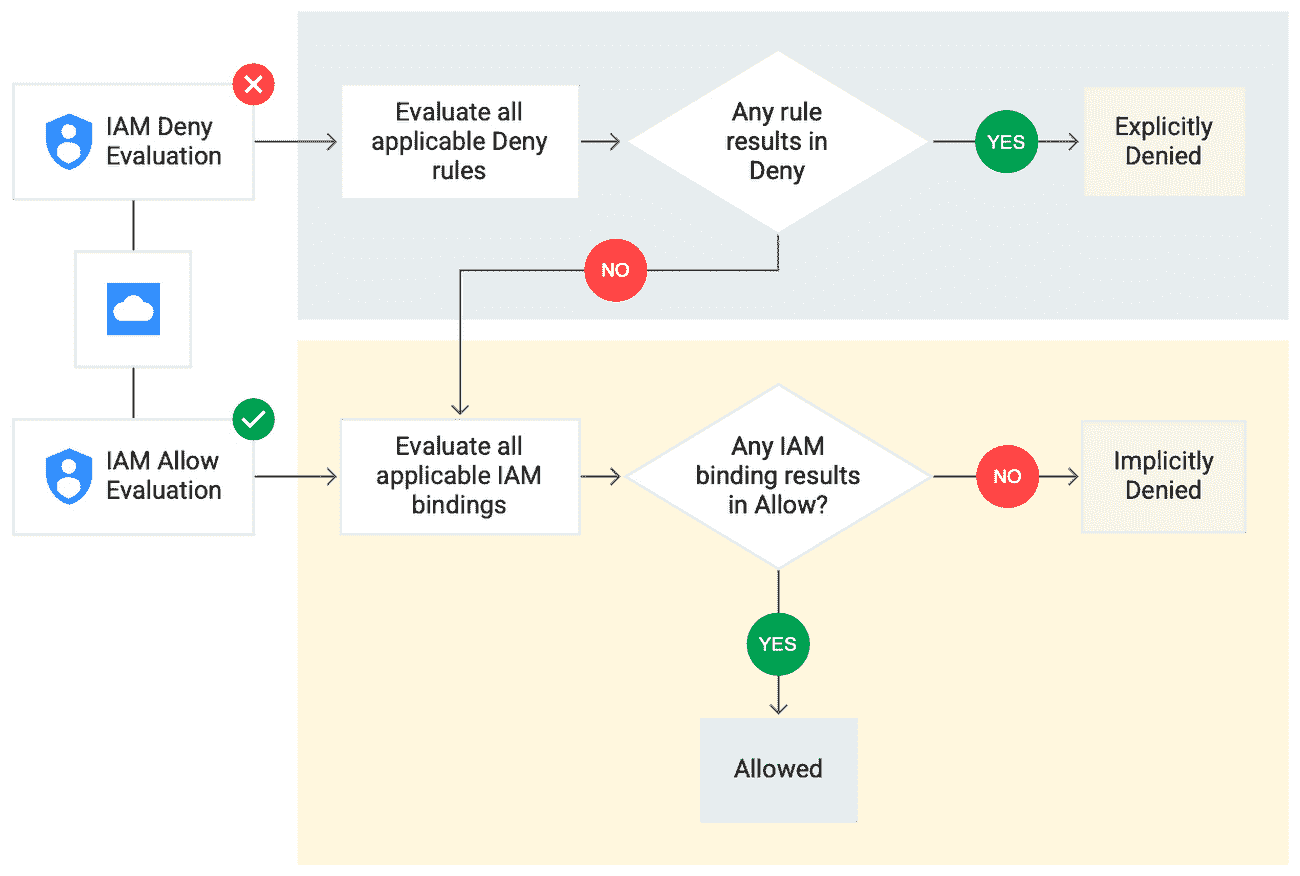 IAM Deny
Evaluation
Evaluate all
applicable Deny
rules
Any rule
results in
Deny
YES
Explicitly
Denied
NO
IAM Allow
Evaluation
Evaluate all
applicable IAM
bindings
Any IAM
binding results
in Allow?
NO
Implicitly
Denied
YES
Allowed